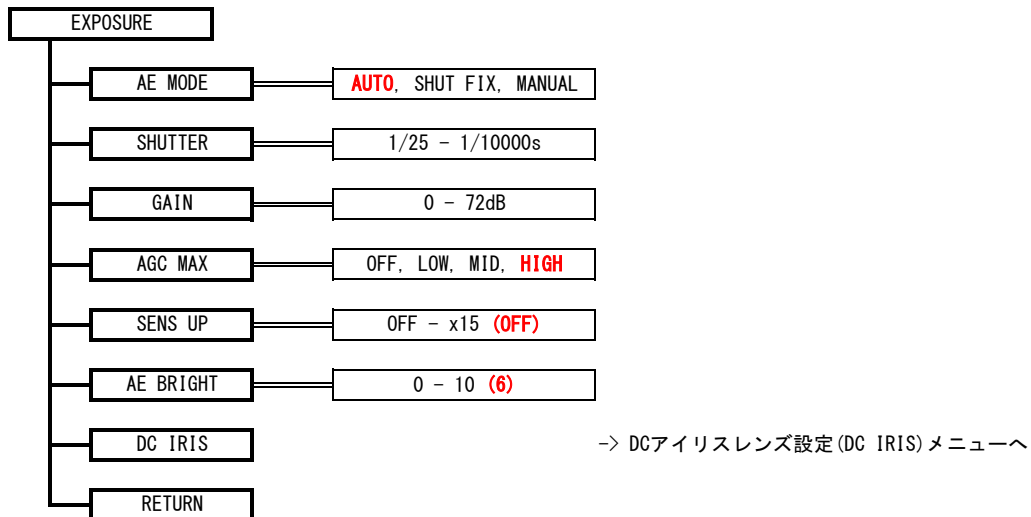 EXPOSURE
AE MODE AUTO, SHUT FIX, MANUAL
SHUTTER 1/25 - 1/10000s
GAIN 0 - 72dB
AGC MAX OFF, LOW, MID, HIGH
SENS UP OFF - x15 (OFF)
AE BRIGHT 0 - 10 (6)
DC IRIS -> DCアイリスレンズ設定(DC IRIS)メニューへ
RETURN